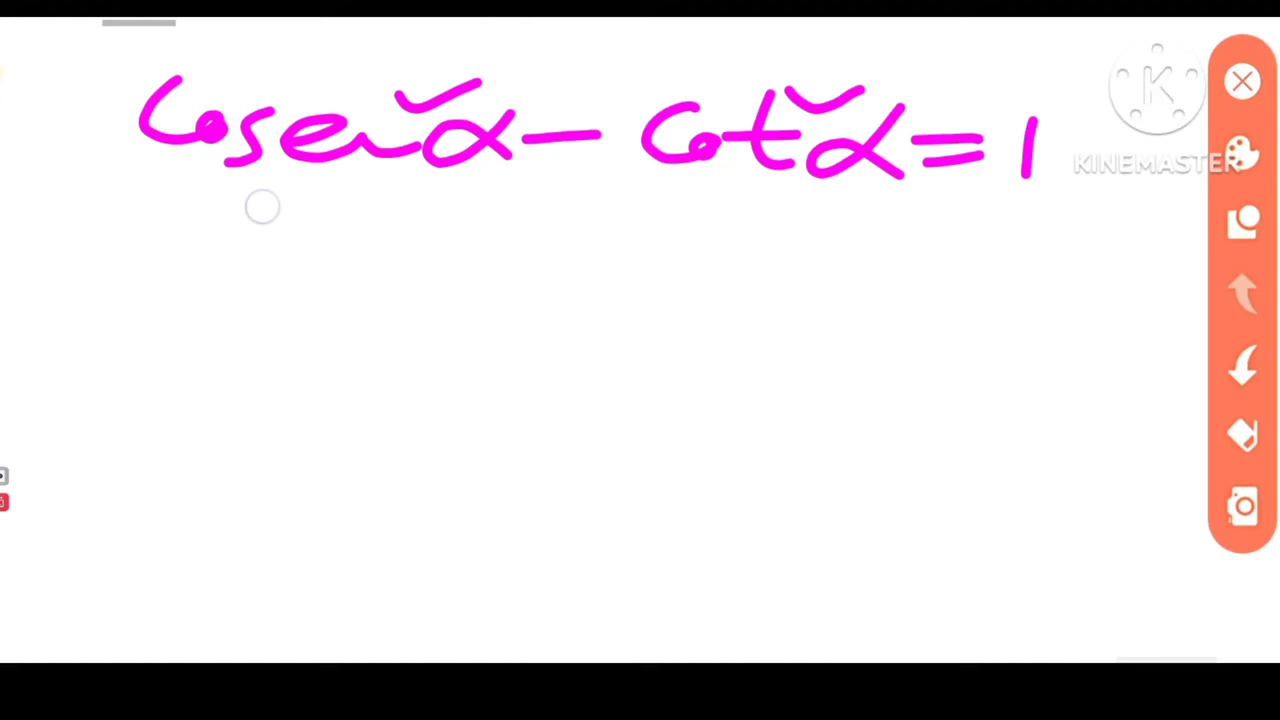 Cosec²α − Cot²α = 1
K
KINEMASTER